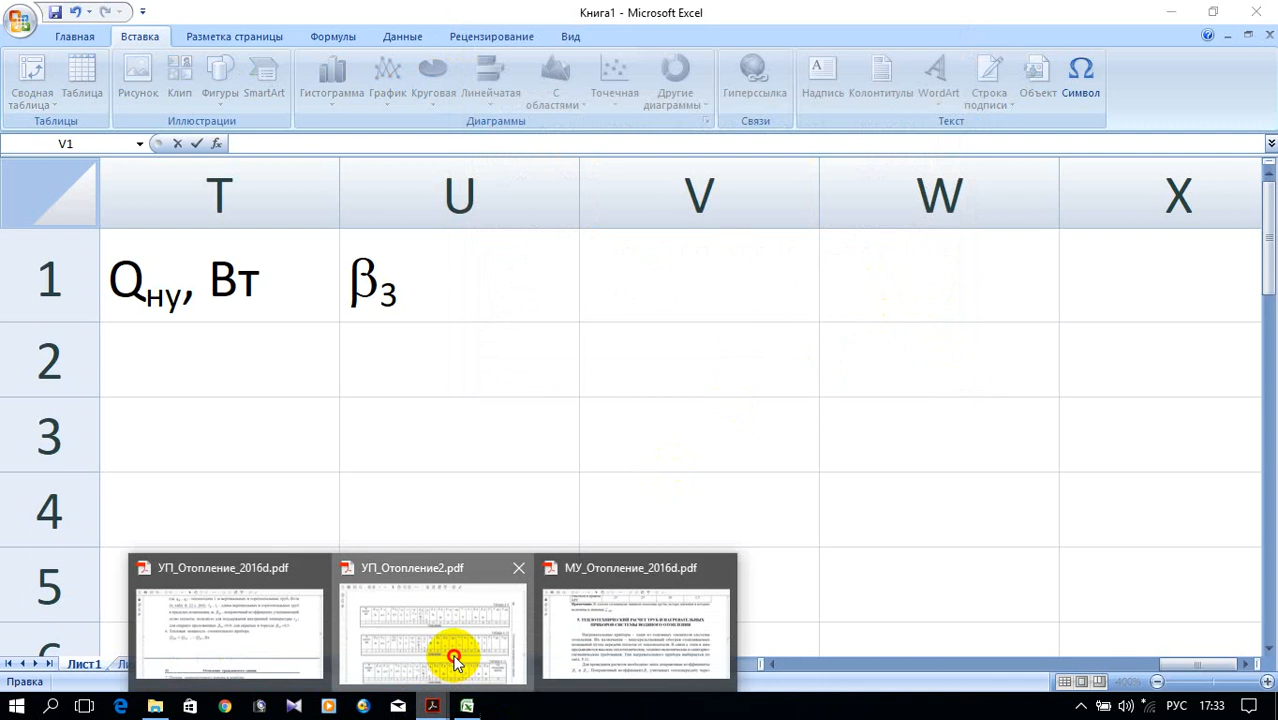 Книга1 - Microsoft Excel
Главная Вставка Разметка страницы Формулы Данные Рецензирование Вид
Сводная таблица Таблица Рисунок Клип Фигуры SmartArt Гистограмма График Круговая Линейчатая С областями Точечная Другие диаграммы Гиперссылка Надпись Колонтитулы WordArt Строка подписи Объект Символ
Таблицы Иллюстрации Диаграммы Связи Текст
V1 fx
T U V W X
1 Qну, Вт β3
2
3
4
5
УП_Отопление_2016d.pdf УП_Отопление2.pdf МУ_Отопление_2016d.pdf
Лист1
Правка 400%
РУС 17:33